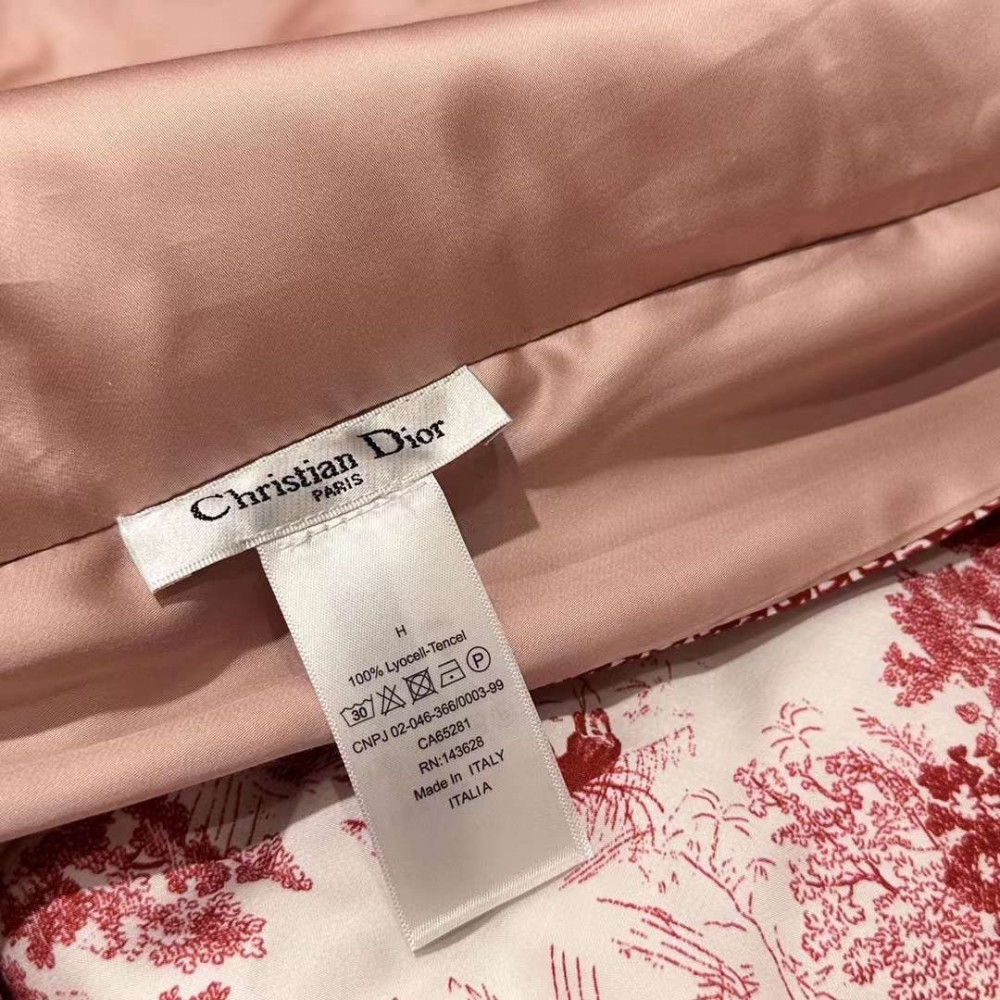 Christian Dior
PARIS
H
100% Lyocell-Tencel
30 P
CNPJ 02-046-366/0003-99
CA65281
RN:143628
Made In ITALY
ITALIA